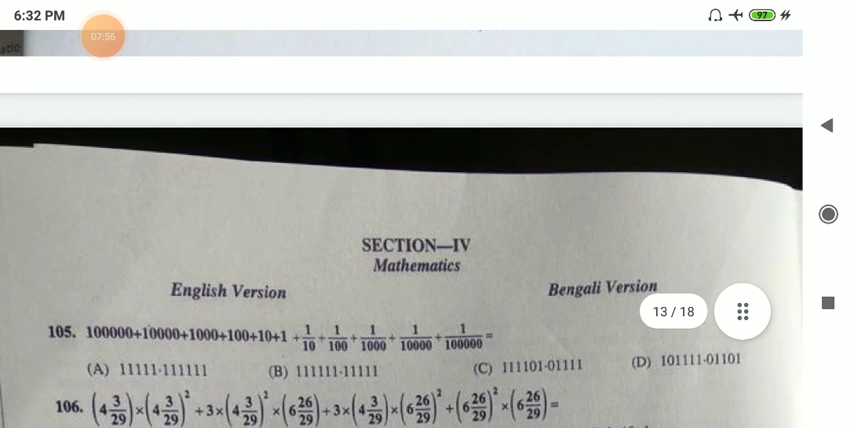 6:32 PM
97
07:56
SECTION—IV
Mathematics
English Version
Bengali Version
13 / 18
105. 100000+10000+1000+100+10+1 + 1/10 + 1/100 + 1/1000 + 1/10000 + 1/100000 =
(A) 11111·111111 (B) 111111·11111 (C) 111101·01111 (D) 101111·01101
106. (4 3/29)×(4 3/29)² +3×(4 3/29)²×(6 26/29)+3×(4 3/29)×(6 26/29)²+(6 26/29)²×(6 26/29)=